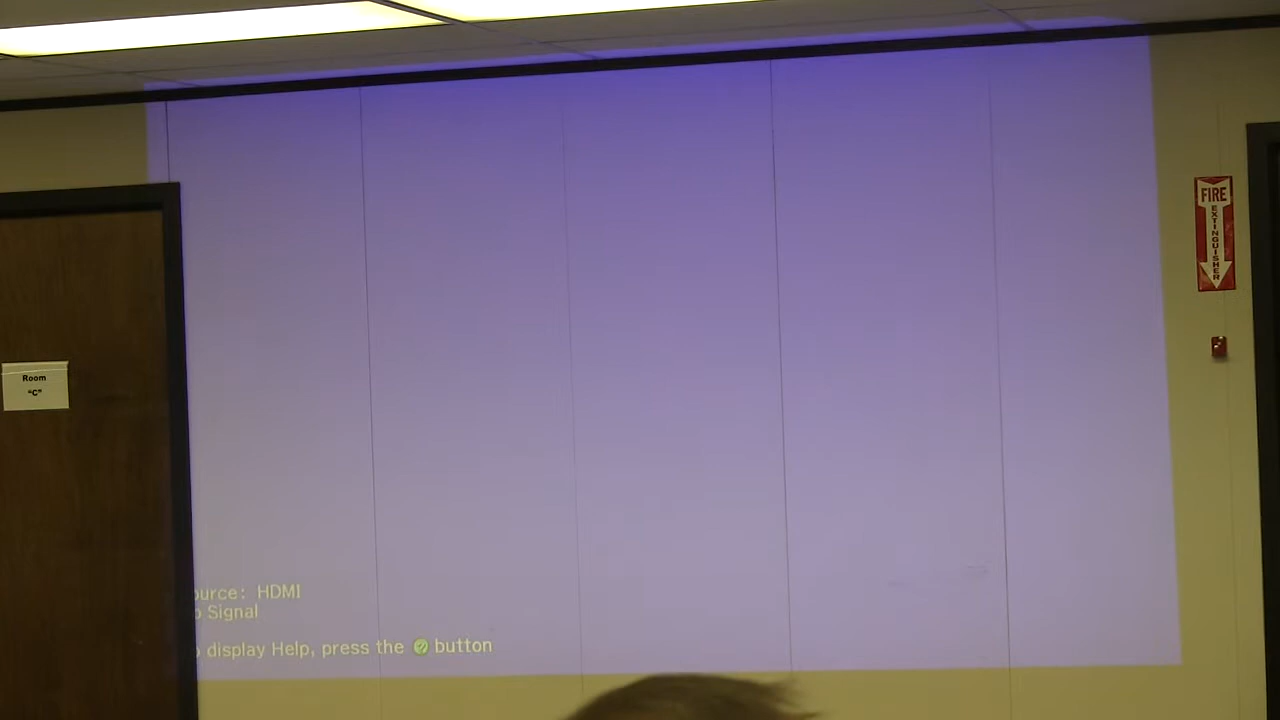 FIRE
EXTINGUISHER
Room
"C"
ource: HDMI
o Signal
o display Help, press the ? button